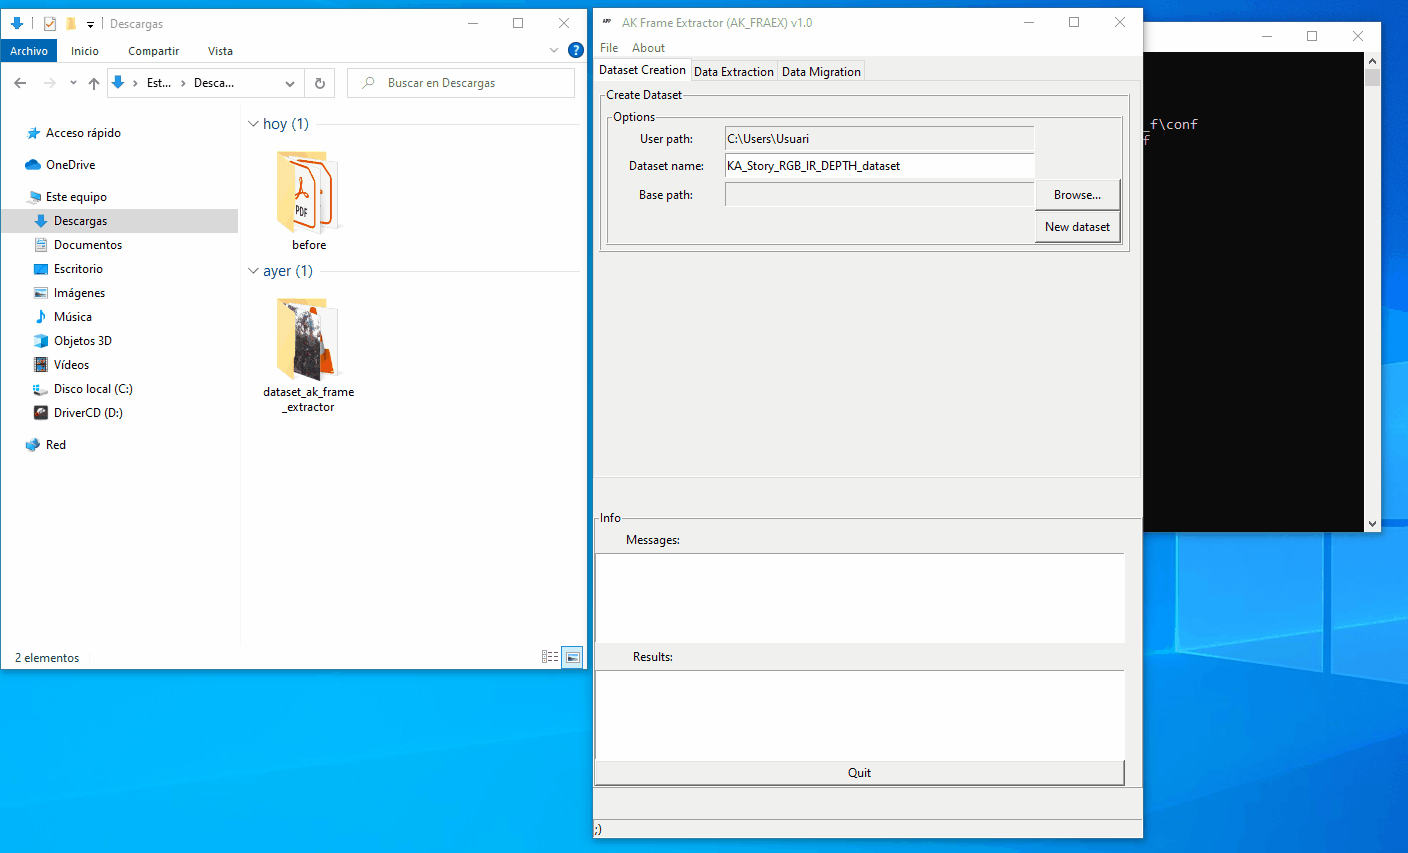 Descargas
Archivo Inicio Compartir Vista
Est... Desca... Buscar en Descargas
Acceso rápido
OneDrive
Este equipo
Descargas
Documentos
Escritorio
Imágenes
Música
Objetos 3D
Vídeos
Disco local (C:)
DriverCD (D:)
Red
hoy (1)
PDF
before
ayer (1)
dataset_ak_frame
_extractor
2 elementos
AK Frame Extractor (AK_FRAEX) v1.0
File About
Dataset Creation Data Extraction Data Migration
Create Dataset
Options
User path: C:\Users\Usuari
Dataset name: KA_Story_RGB_IR_DEPTH_dataset
Base path: Browse...
New dataset
Info
Messages:
Results:
Quit
;)
_f\conf
f